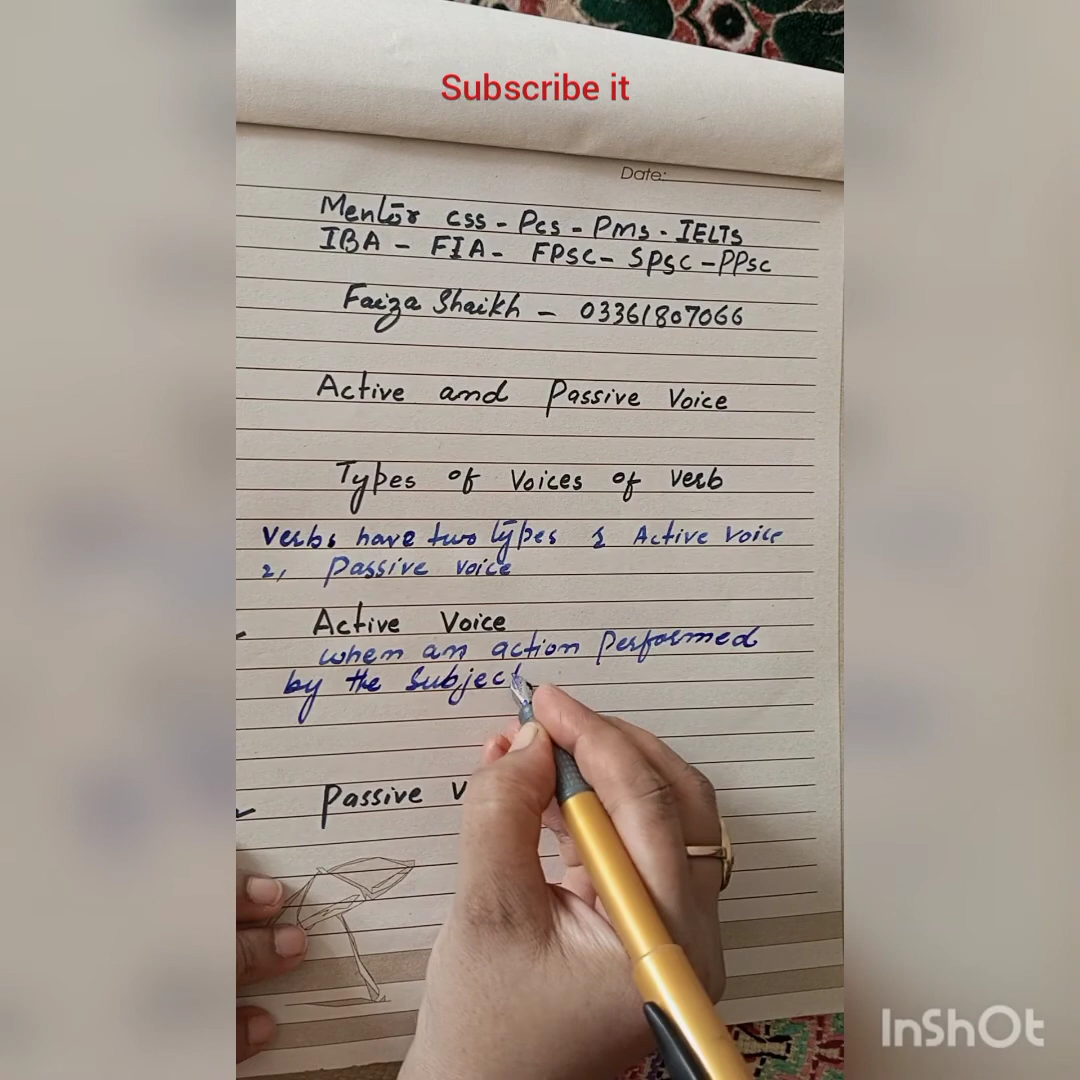 Subscribe it
Date:
Mentor CSS - PCS - PMS - IELTS
IBA - FIA - FPSC - SPSC - PPSC
Faiza Shaikh - 03361807066
Active and Passive Voice
Types of Voices of Verb
Verbs have two types 1 Active voice
2, Passive voice
Active Voice
when an action performed
by the Subject
Passive V
InShOt